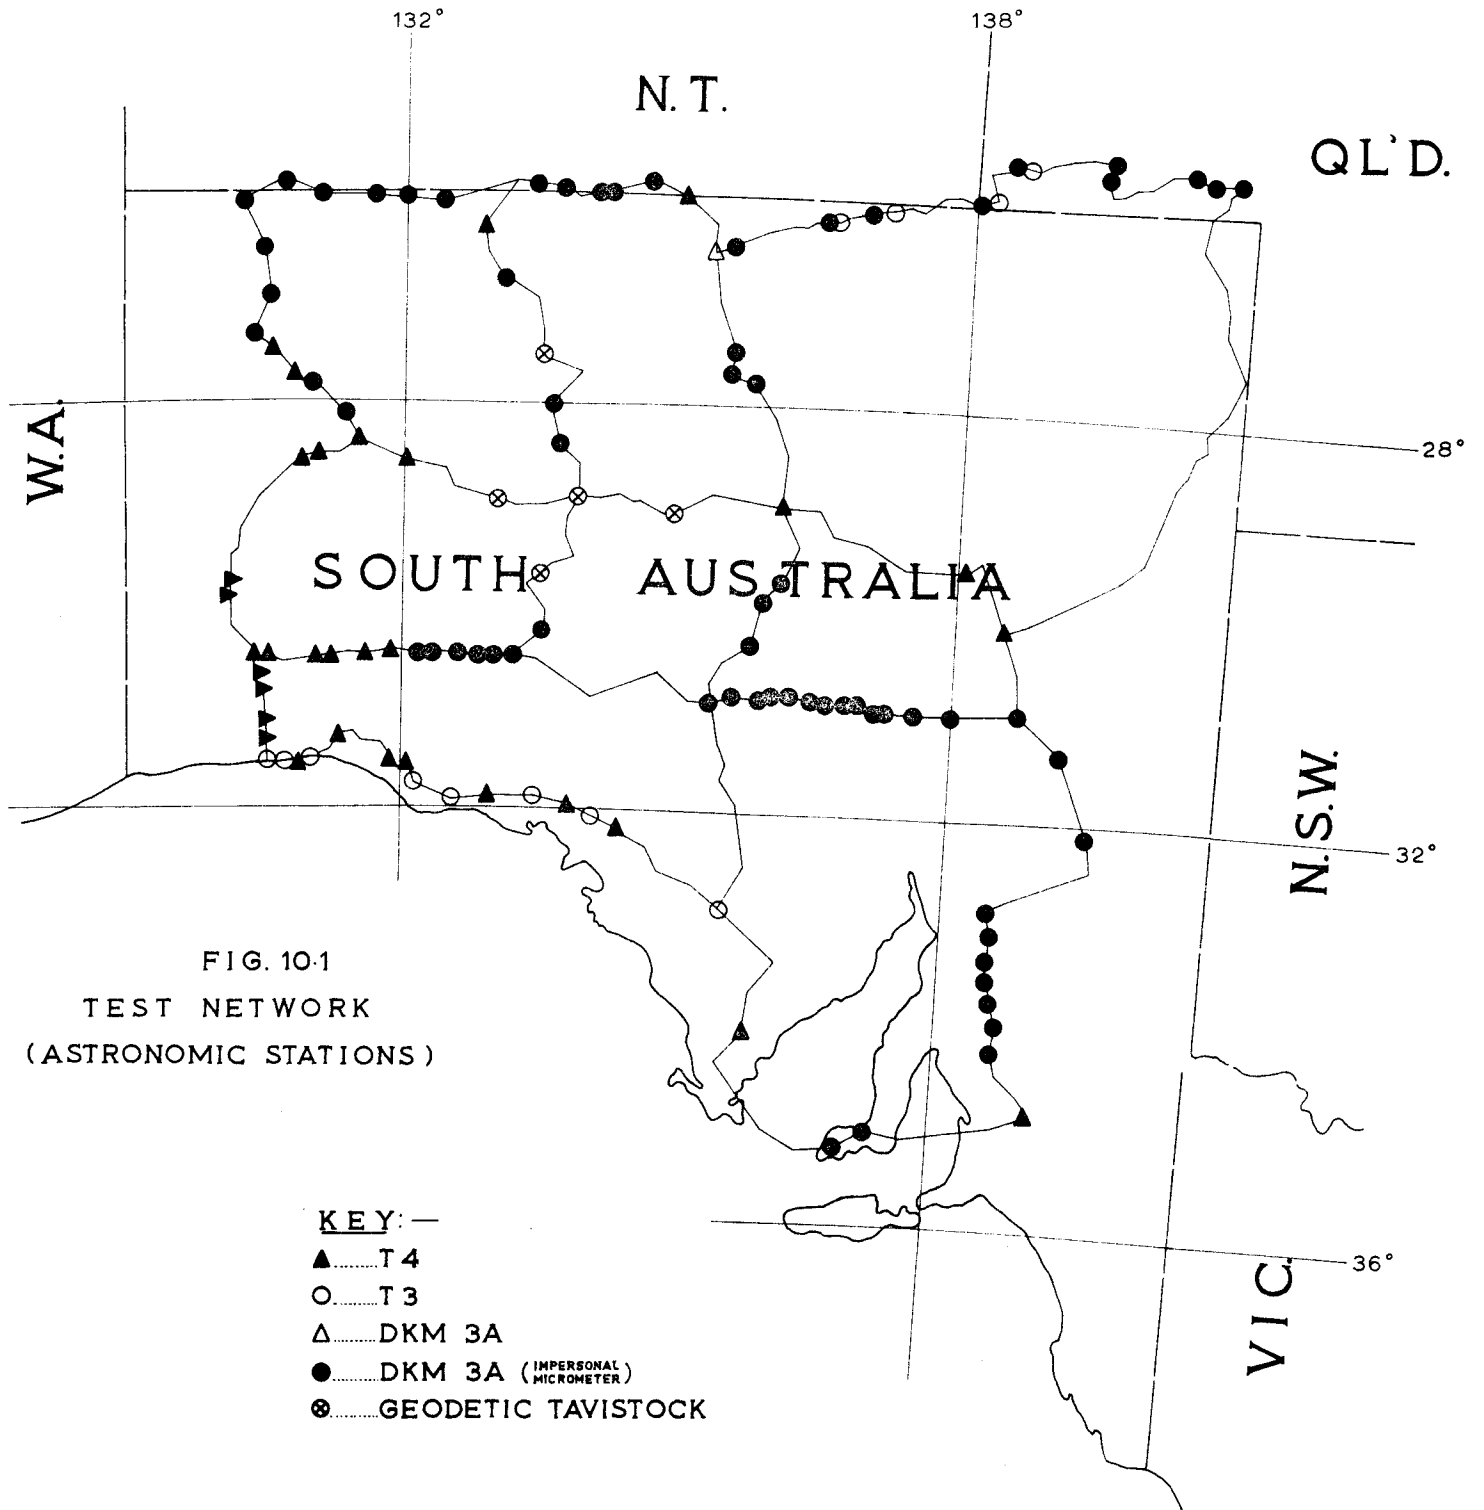 132°
138°
N.T.
QL'D.
W.A.
28°
SOUTH AUSTRALIA
N.S.W.
32°
FIG. 10·1
TEST NETWORK
(ASTRONOMIC STATIONS)
KEY:—
T4
T3
DKM 3A
DKM 3A (IMPERSONAL MICROMETER)
GEODETIC TAVISTOCK
36°
VIC.